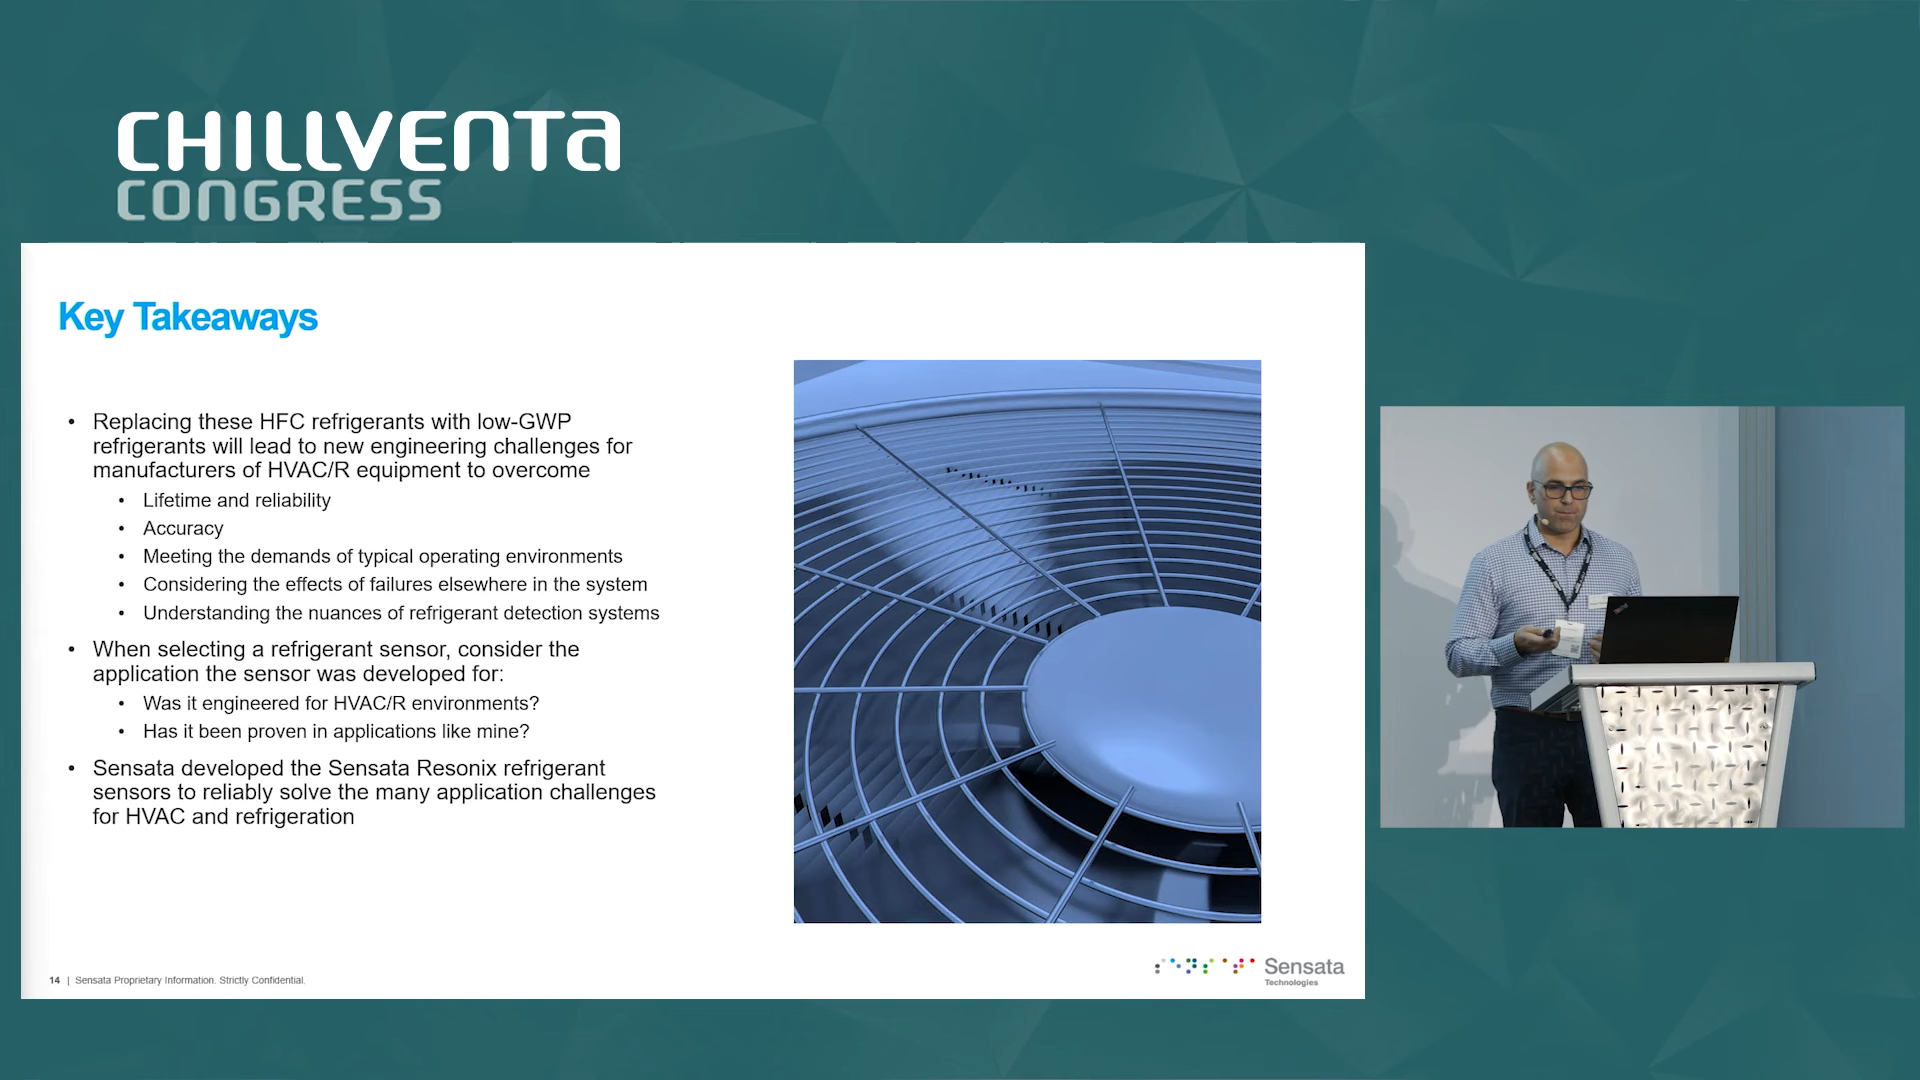 CHILLVENTA
CONGRESS
Key Takeaways
• Replacing these HFC refrigerants with low-GWP
refrigerants will lead to new engineering challenges for
manufacturers of HVAC/R equipment to overcome
• Lifetime and reliability
• Accuracy
• Meeting the demands of typical operating environments
• Considering the effects of failures elsewhere in the system
• Understanding the nuances of refrigerant detection systems
• When selecting a refrigerant sensor, consider the
application the sensor was developed for:
• Was it engineered for HVAC/R environments?
• Has it been proven in applications like mine?
• Sensata developed the Sensata Resonix refrigerant
sensors to reliably solve the many application challenges
for HVAC and refrigeration
14 | Sensata Proprietary Information. Strictly Confidential.
Sensata
Technologies